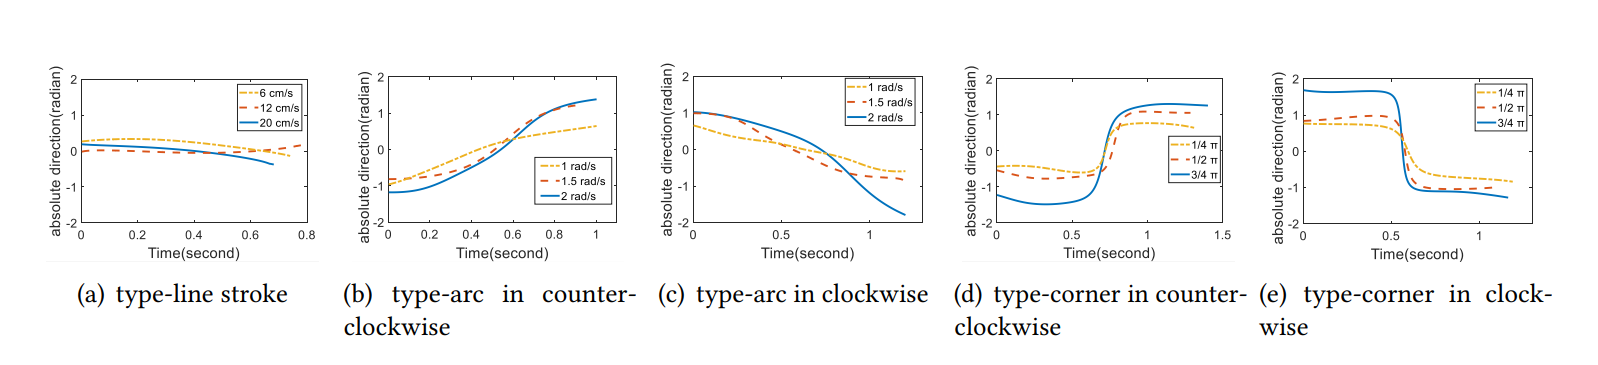 absolute direction(radian)
2
1
0
-1
-2
6 cm/s
12 cm/s
20 cm/s
0 0.2 0.4 0.6 0.8
Time(second)
(a) type-line stroke
absolute direction(radian)
2
1
0
-1
-2
1 rad/s
1.5 rad/s
2 rad/s
0 0.2 0.4 0.6 0.8 1
Time(second)
(b) type-arc in counter-
clockwise
absolute direction(radian)
2
1
0
-1
-2
1 rad/s
1.5 rad/s
2 rad/s
0 0.5 1
Time(second)
(c) type-arc in clockwise
absolute direction(radian)
2
1
0
-1
-2
1/4 π
1/2 π
3/4 π
0 0.5 1 1.5
Time(second)
(d) type-corner in counter-
clockwise
absolute direction(radian)
2
1
0
-1
-2
1/4 π
1/2 π
3/4 π
0 0.5 1
Time(second)
(e) type-corner in clock-
wise